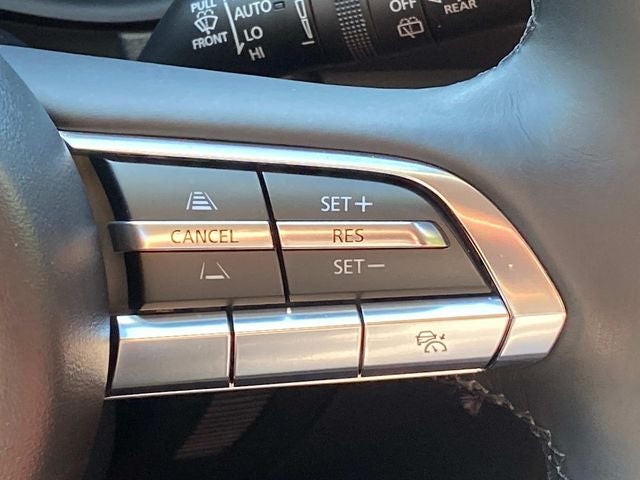 PULL
FRONT
AUTO
LO
HI
OFF
REAR
SET+
CANCEL
RES
SET-